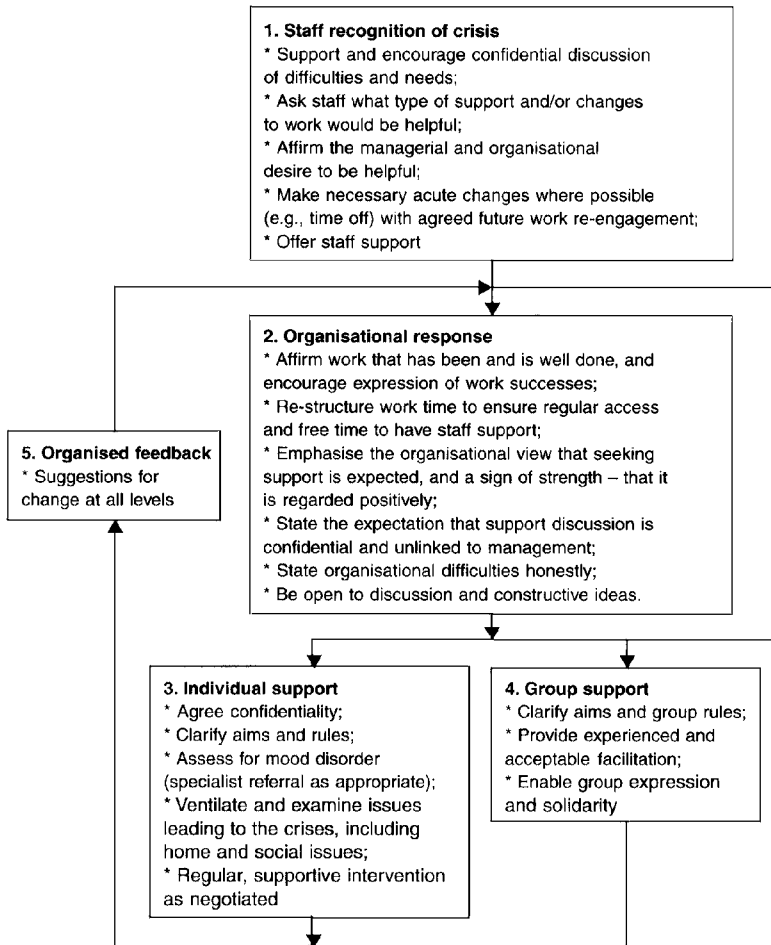 1. Staff recognition of crisis
* Support and encourage confidential discussion
of difficulties and needs;
* Ask staff what type of support and/or changes
to work would be helpful;
* Affirm the managerial and organisational
desire to be helpful;
* Make necessary acute changes where possible
(e.g., time off) with agreed future work re-engagement;
* Offer staff support
2. Organisational response
* Affirm work that has been and is well done, and
encourage expression of work successes;
* Re-structure work time to ensure regular access
and free time to have staff support;
* Emphasise the organisational view that seeking
support is expected, and a sign of strength – that it
is regarded positively;
* State the expectation that support discussion is
confidential and unlinked to management;
* State organisational difficulties honestly;
* Be open to discussion and constructive ideas.
5. Organised feedback
* Suggestions for
change at all levels
3. Individual support
* Agree confidentiality;
* Clarify aims and rules;
* Assess for mood disorder
(specialist referral as appropriate);
* Ventilate and examine issues
leading to the crises, including
home and social issues;
* Regular, supportive intervention
as negotiated
4. Group support
* Clarify aims and group rules;
* Provide experienced and
acceptable facilitation;
* Enable group expression
and solidarity